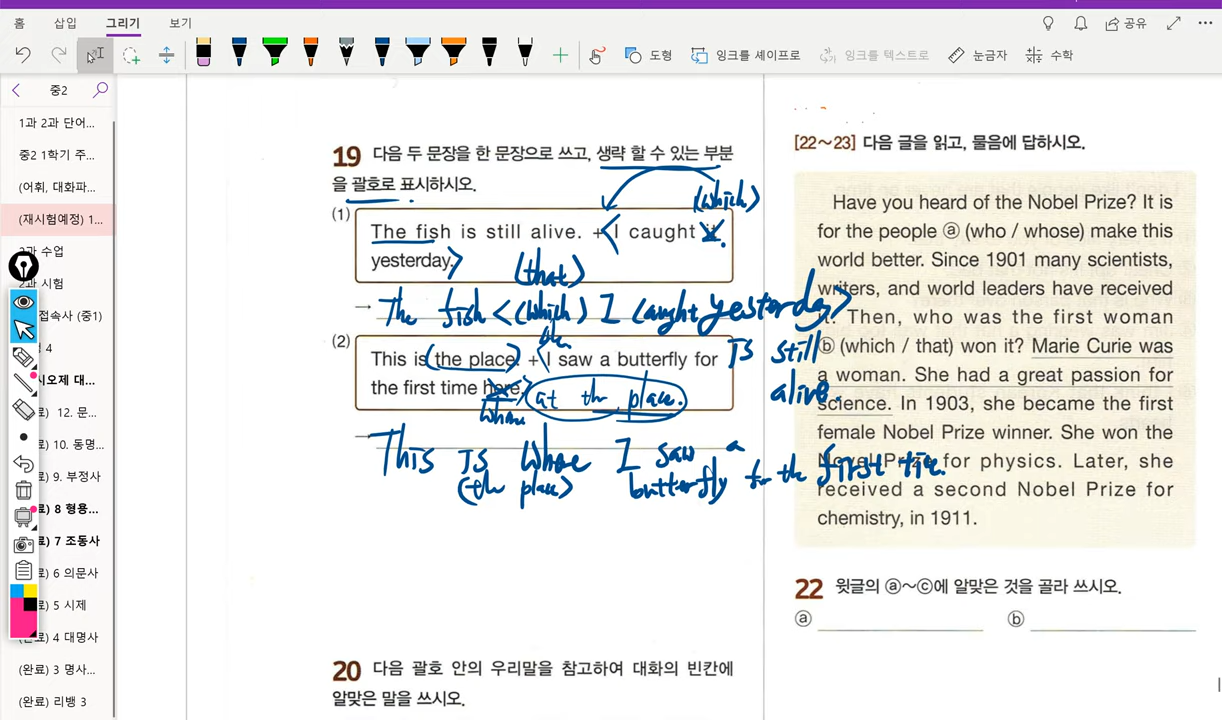 홈 삽입 그리기 보기
공유
도형 잉크를 셰이프로 잉크를 텍스트로 눈금자 수학
중2
1과 2과 단어...
중2 1학기 주...
(어휘, 대화파...
(재시험예정) 1...
2과 수업
2과 시험
접속사 (중1)
4
시오제 대...
료) 12. 문...
료) 10. 동명...
료) 9. 부정사
료) 8 형용...
료) 7 조동사
료) 6 의문사
료) 5 시제
(완료) 4 대명사
(완료) 3 명사...
(완료) 리뱅 3
19 다음 두 문장을 한 문장으로 쓰고, 생략 할 수 있는 부분
을 괄호로 표시하시오.
(which)
(1)
The fish is still alive. + I caught it
yesterday.
(that)
→ The fish <(which) I caught yesterday>
is still
alive.
(2)
This is (the place) + I saw a butterfly for
the first time here.
where
at the place.
→ This is where I saw a
(the place) butterfly for the first time.
20 다음 괄호 안의 우리말을 참고하여 대화의 빈칸에
알맞은 말을 쓰시오.
[22~23] 다음 글을 읽고, 물음에 답하시오.
Have you heard of the Nobel Prize? It is
for the people ⓐ (who / whose) make this
world better. Since 1901 many scientists,
writers, and world leaders have received
it. Then, who was the first woman
ⓑ (which / that) won it? Marie Curie was
a woman. She had a great passion for
science. In 1903, she became the first
female Nobel Prize winner. She won the
Novel Prize for physics. Later, she
received a second Nobel Prize for
chemistry, in 1911.
22 윗글의 ⓐ~ⓒ에 알맞은 것을 골라 쓰시오.
ⓐ ⓑ